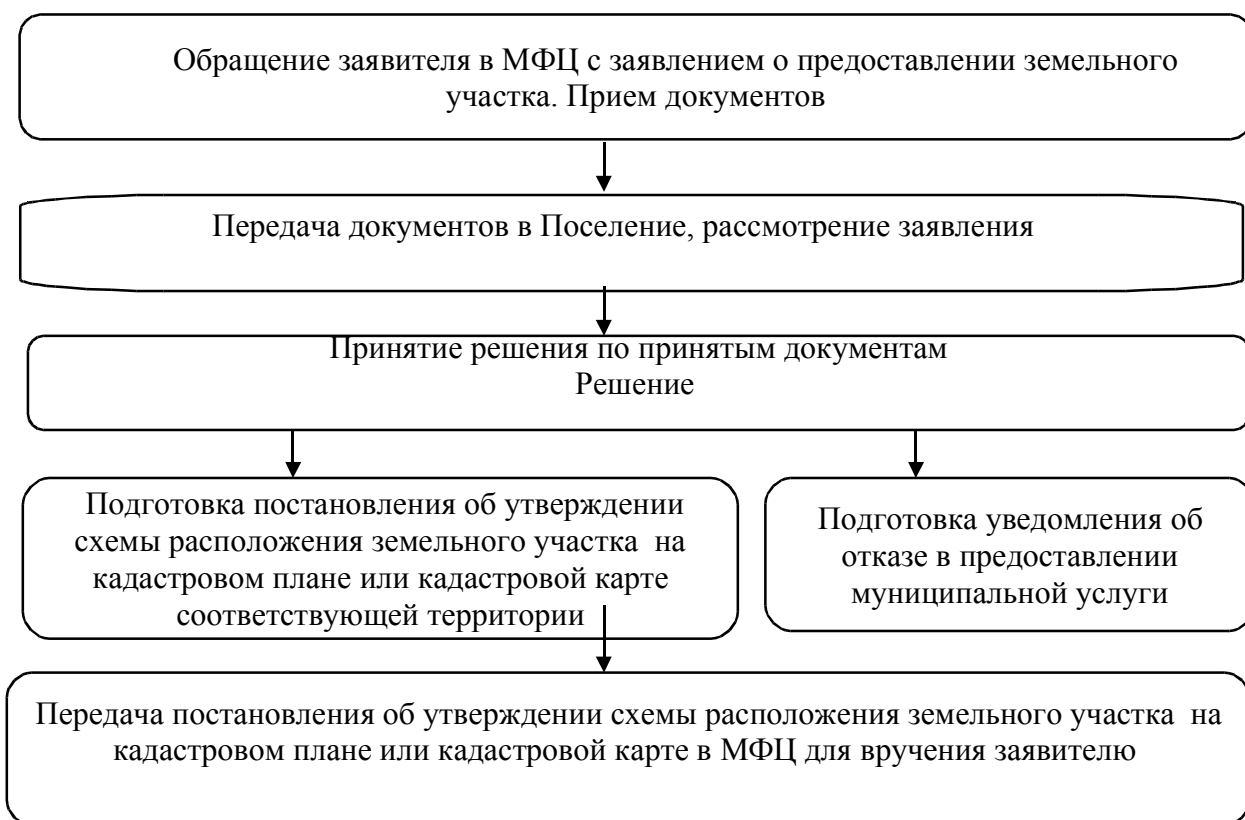 Обращение заявителя в МФЦ с заявлением о предоставлении земельного
участка. Прием документов
Передача документов в Поселение, рассмотрение заявления
Принятие решения по принятым документам
Решение
Подготовка постановления об утверждении
схемы расположения земельного участка на
кадастровом плане или кадастровой карте
соответствующей территории
Подготовка уведомления об
отказе в предоставлении
муниципальной услуги
Передача постановления об утверждении схемы расположения земельного участка на
кадастровом плане или кадастровой карте в МФЦ для вручения заявителю